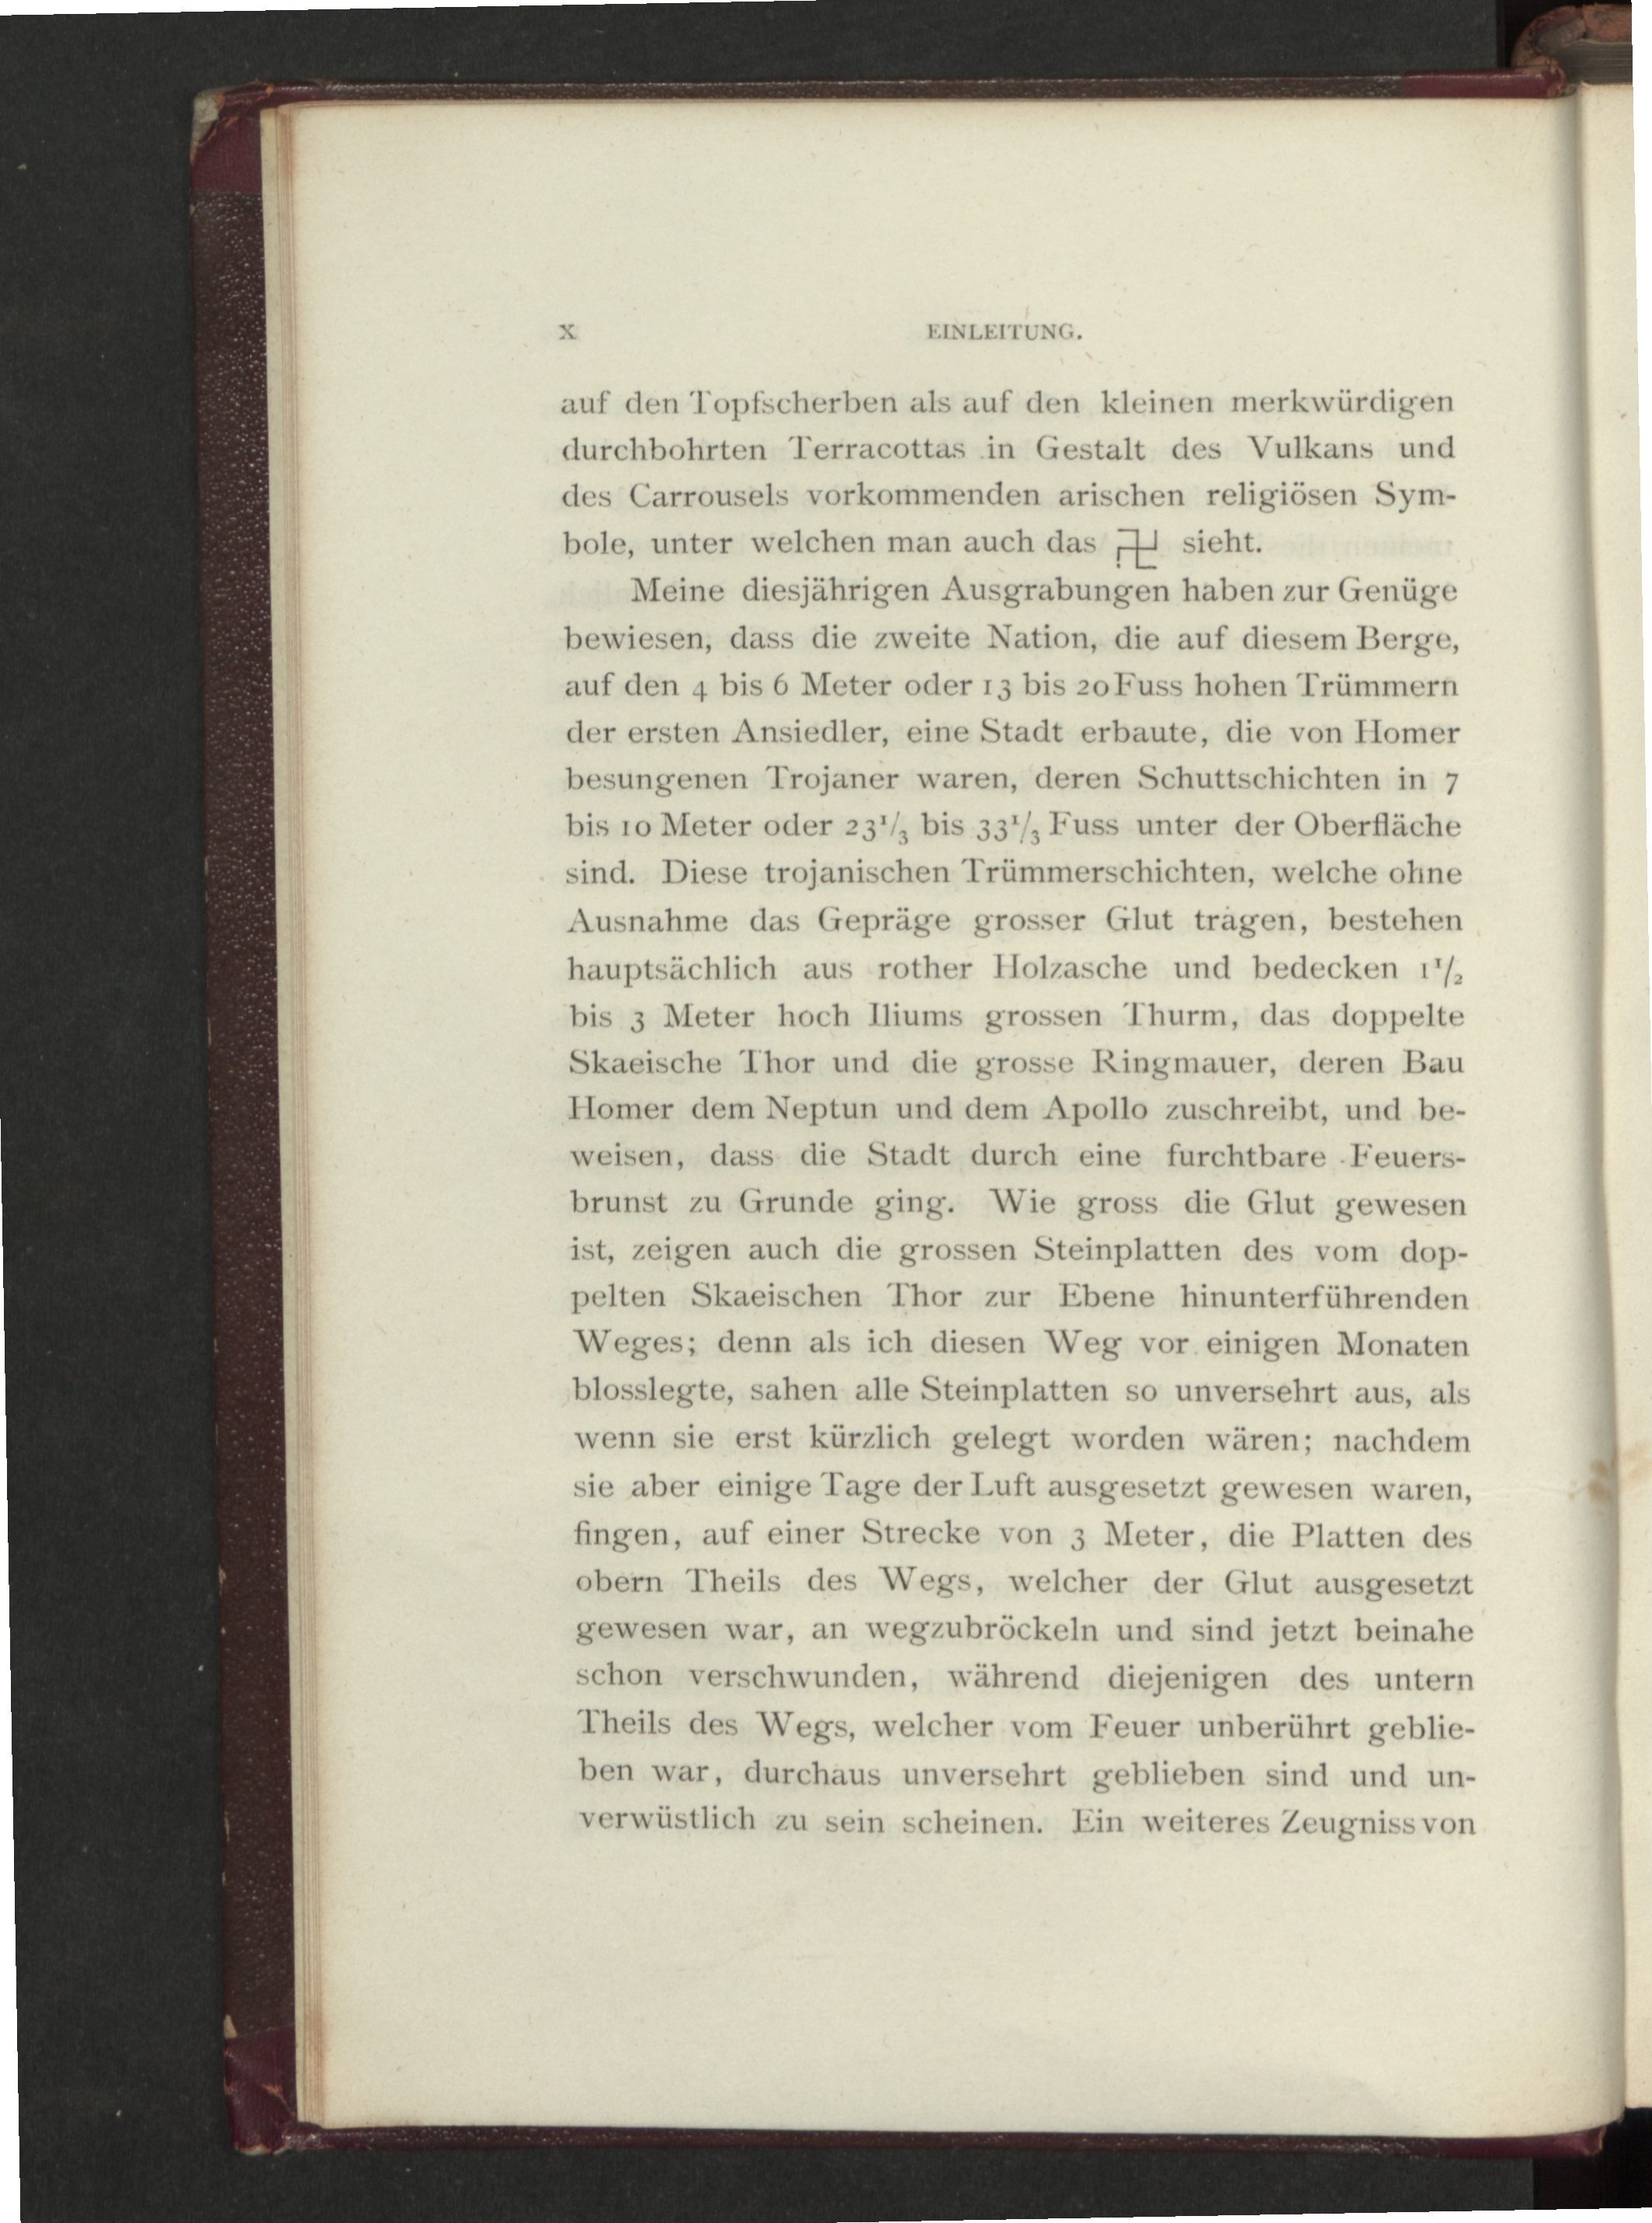 X EINLEITUNG.
auf den Topfscherben als auf den kleinen merkwürdigen
durchbohrten Terracottas in Gestalt des Vulkans und
des Carrousels vorkommenden arischen religiösen Sym-
bole, unter welchen man auch das 卍 sieht.
Meine diesjährigen Ausgrabungen haben zur Genüge
bewiesen, dass die zweite Nation, die auf diesem Berge,
auf den 4 bis 6 Meter oder 13 bis 20 Fuss hohen Trümmern
der ersten Ansiedler, eine Stadt erbaute, die von Homer
besungenen Trojaner waren, deren Schuttschichten in 7
bis 10 Meter oder 23 1/3 bis 33 1/3 Fuss unter der Oberfläche
sind. Diese trojanischen Trümmerschichten, welche ohne
Ausnahme das Gepräge grosser Glut tragen, bestehen
hauptsächlich aus rother Holzasche und bedecken 1 1/2
bis 3 Meter hoch Iliums grossen Thurm, das doppelte
Skaeische Thor und die grosse Ringmauer, deren Bau
Homer dem Neptun und dem Apollo zuschreibt, und be-
weisen, dass die Stadt durch eine furchtbare Feuers-
brunst zu Grunde ging. Wie gross die Glut gewesen
ist, zeigen auch die grossen Steinplatten des vom dop-
pelten Skaeischen Thor zur Ebene hinunterführenden
Weges; denn als ich diesen Weg vor einigen Monaten
blosslegte, sahen alle Steinplatten so unversehrt aus, als
wenn sie erst kürzlich gelegt worden wären; nachdem
sie aber einige Tage der Luft ausgesetzt gewesen waren,
fingen, auf einer Strecke von 3 Meter, die Platten des
obern Theils des Wegs, welcher der Glut ausgesetzt
gewesen war, an wegzubröckeln und sind jetzt beinahe
schon verschwunden, während diejenigen des untern
Theils des Wegs, welcher vom Feuer unberührt geblie-
ben war, durchaus unversehrt geblieben sind und un-
verwüstlich zu sein scheinen. Ein weiteres Zeugniss von